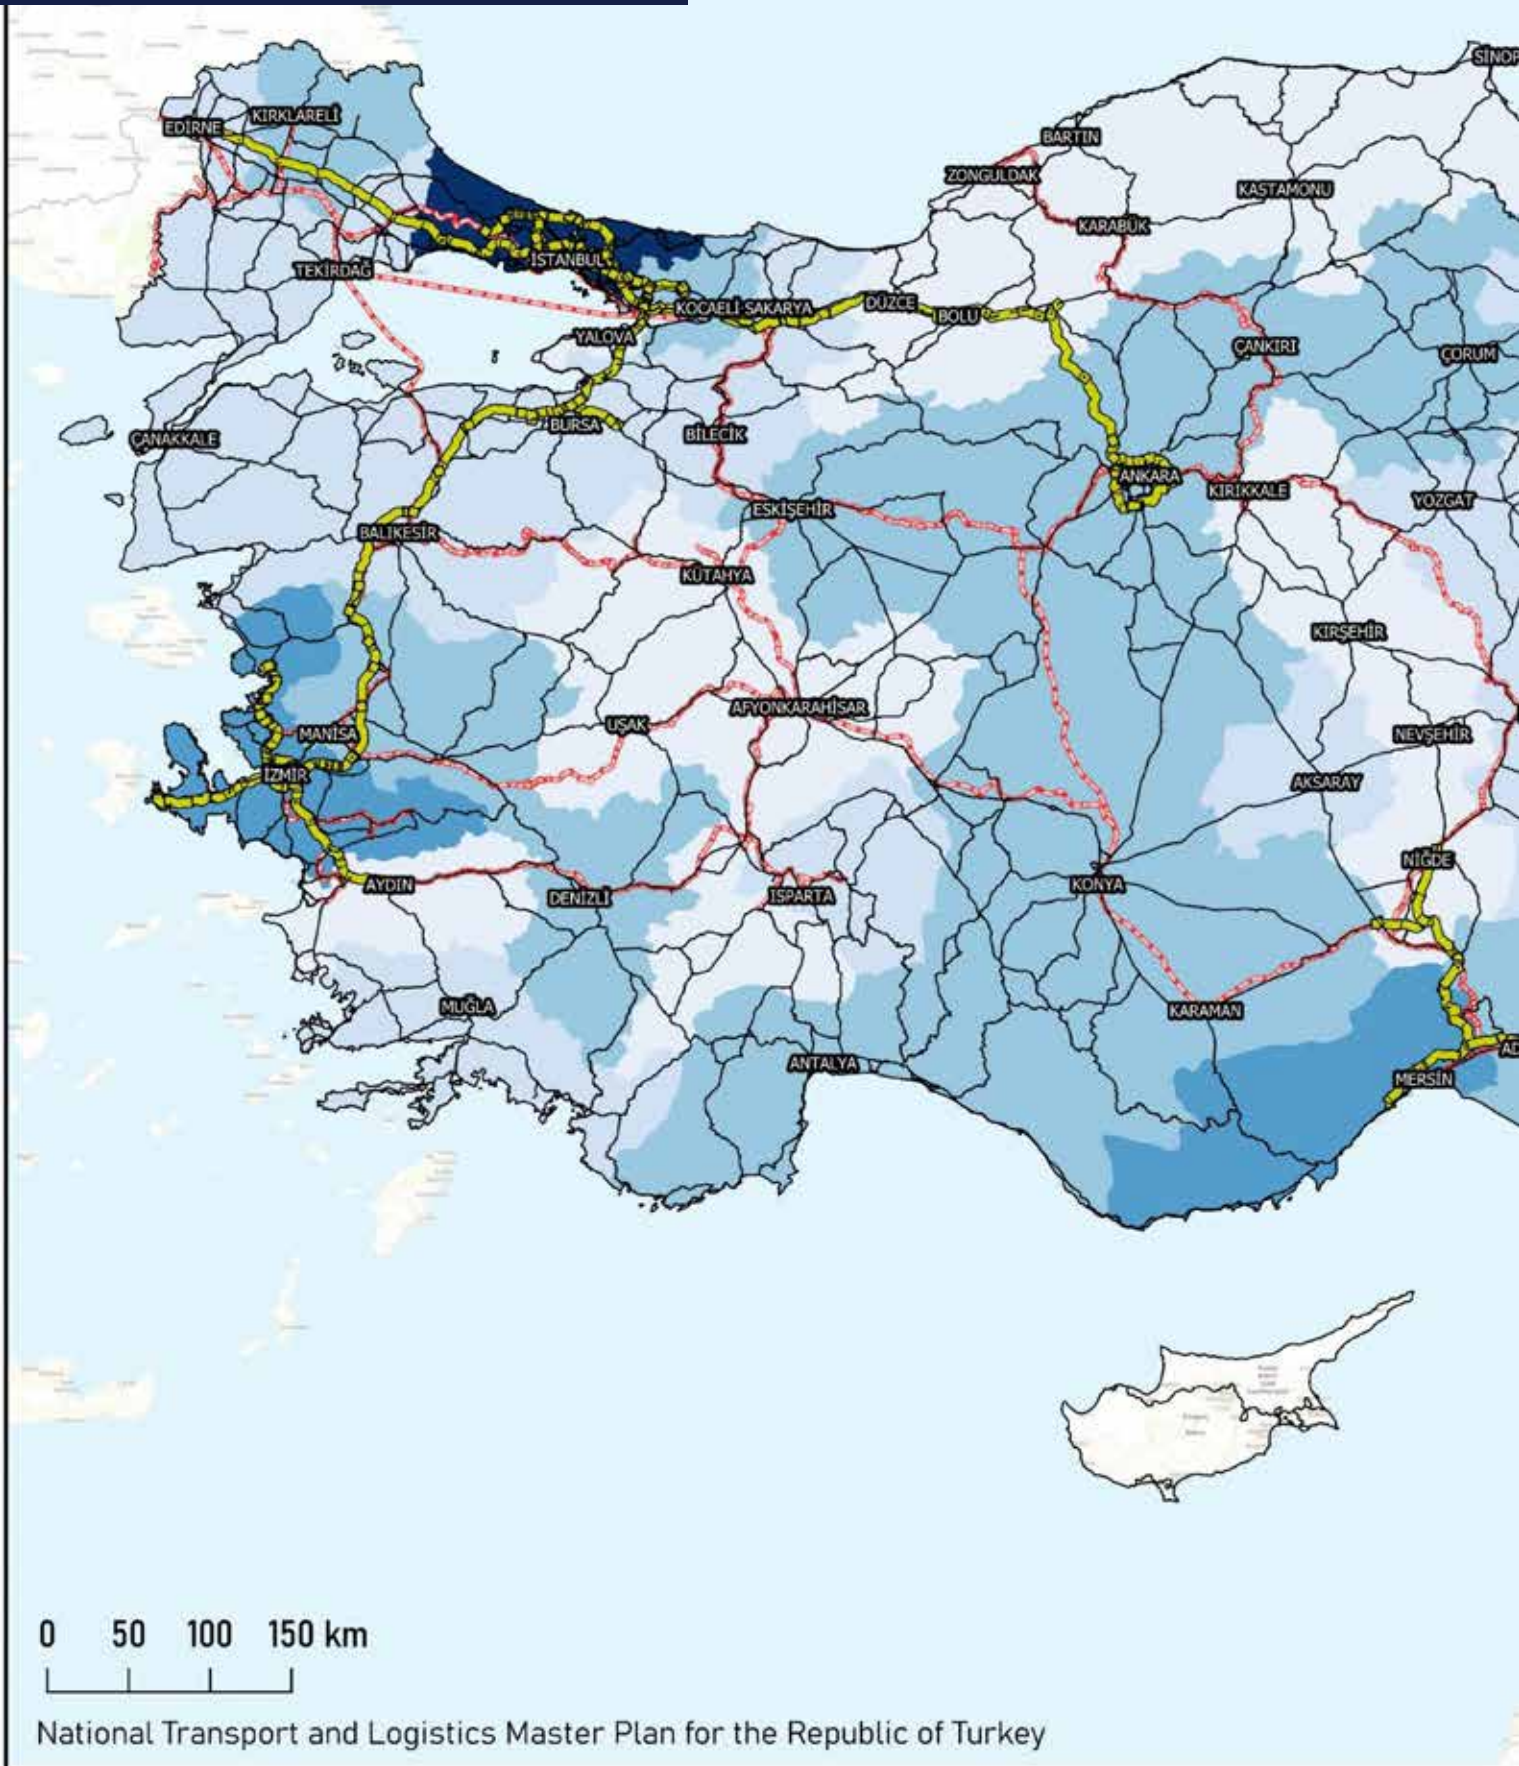 SİNOP
BARTIN
KIRKLARELİ
EDİRNE
ZONGULDAK
KASTAMONU
KARABÜK
İSTANBUL
TEKİRDAĞ
KOCAELİ
SAKARYA
DÜZCE
BOLU
YALOVA
ÇANKIRI
ÇORUM
BURSA
BİLECİK
ÇANAKKALE
ANKARA
KIRIKKALE
YOZGAT
ESKİŞEHİR
BALIKESİR
KÜTAHYA
KIRŞEHİR
AFYONKARAHİSAR
UŞAK
MANİSA
NEVŞEHİR
İZMİR
AKSARAY
NİĞDE
AYDIN
DENİZLİ
ISPARTA
KONYA
MUĞLA
KARAMAN
AD
ANTALYA
MERSİN
0 50 100 150 km
National Transport and Logistics Master Plan for the Republic of Turkey